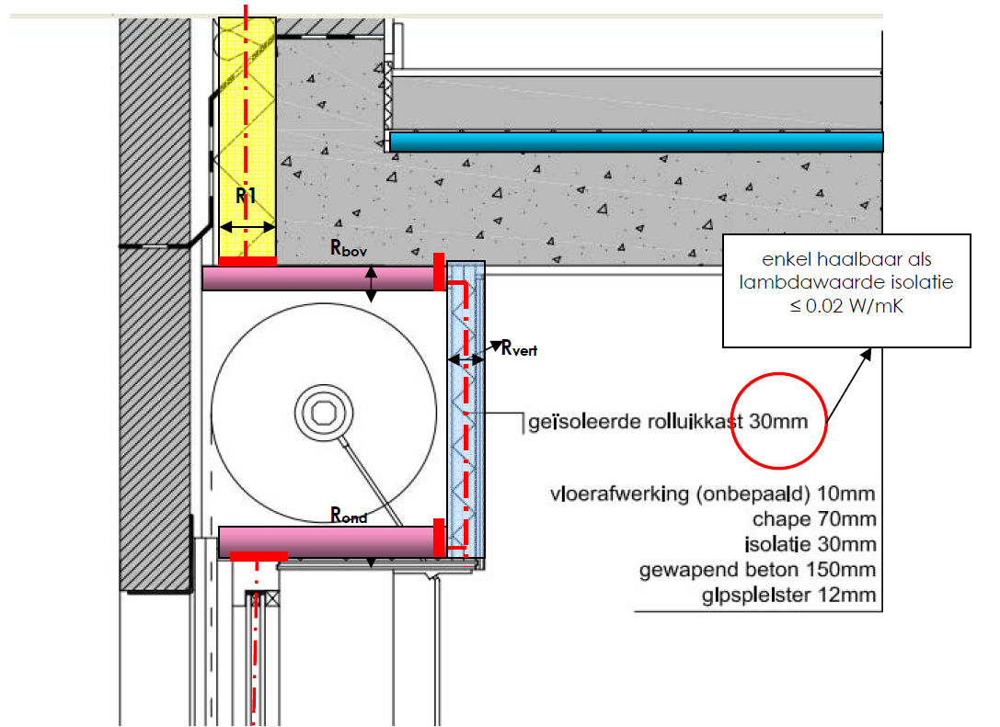 R1
Rbov
enkel haalbaar als
lambdawaarde isolatie
≤ 0.02 W/mK
Rvert
geïsoleerde rolluikkast 30mm
vloerafwerking (onbepaald) 10mm
chape 70mm
isolatie 30mm
gewapend beton 150mm
gipspleister 12mm
Rond